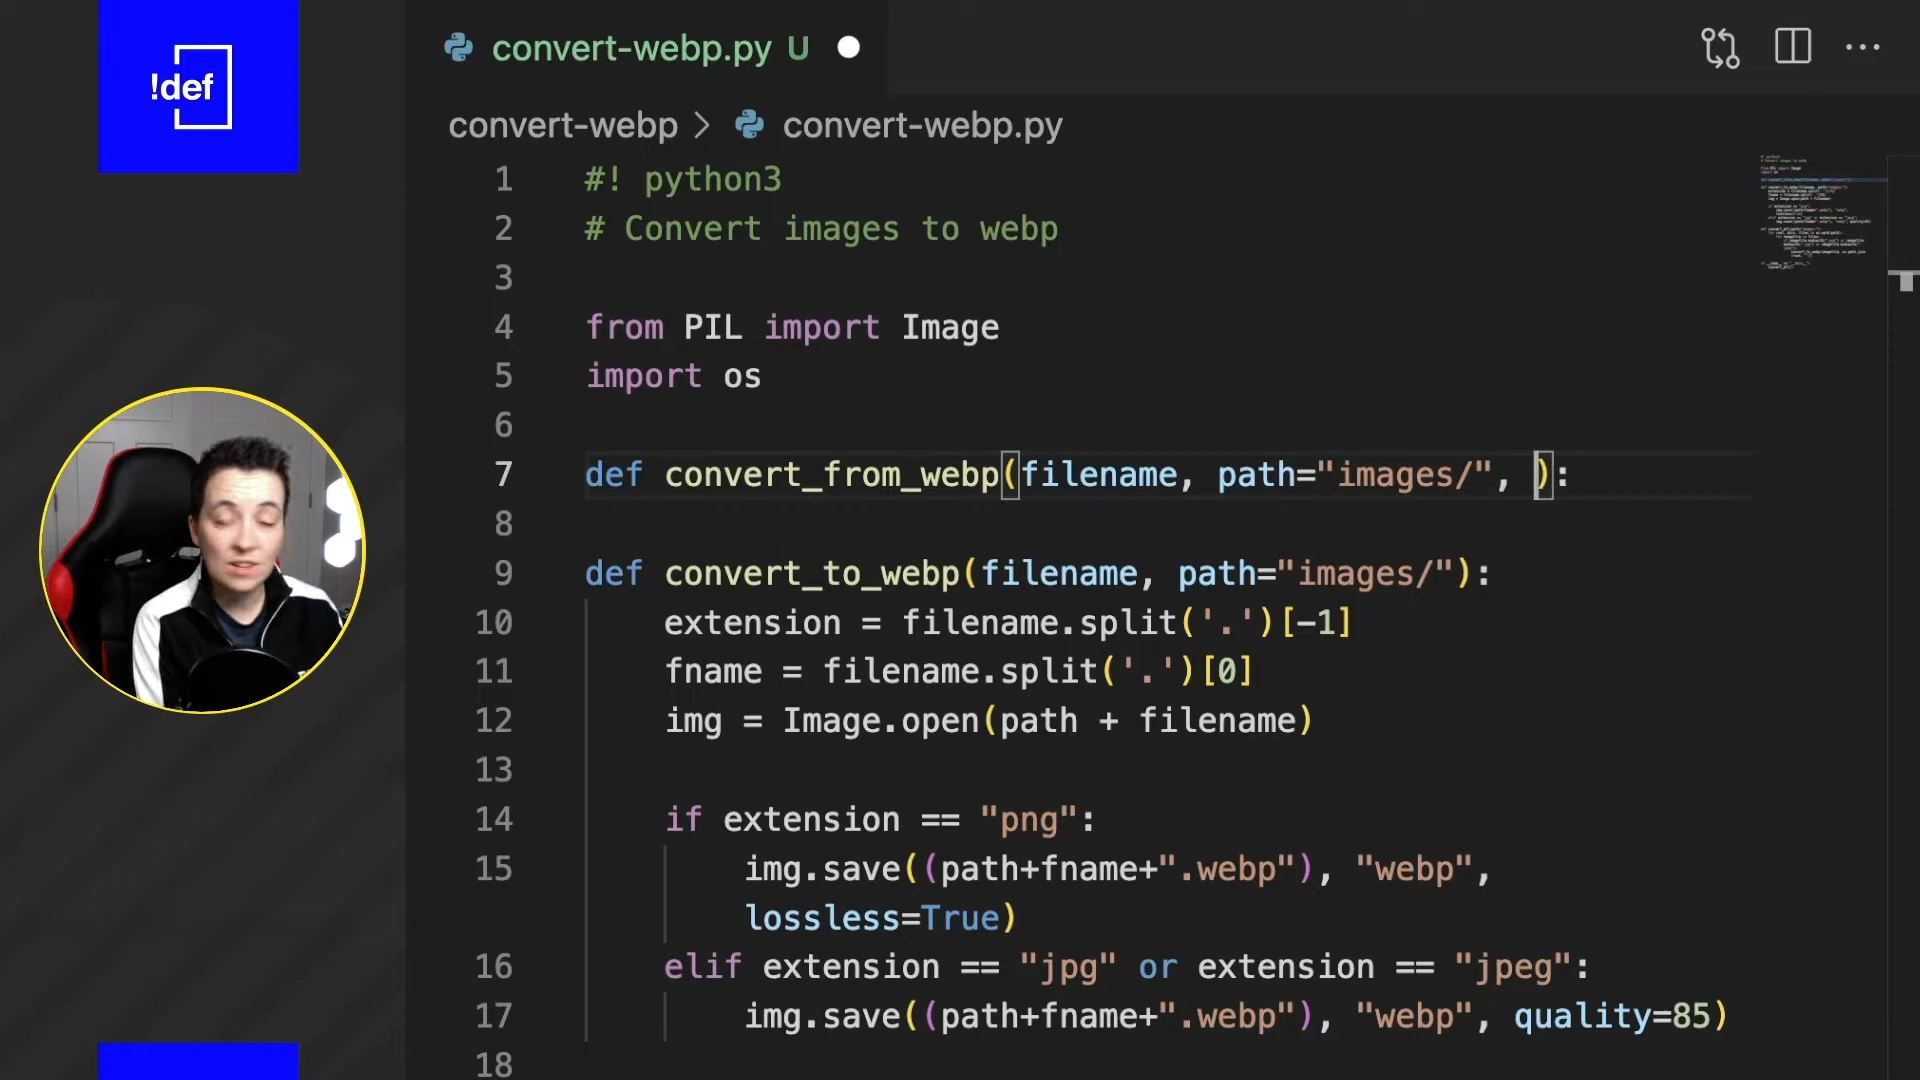 !def
convert-webp.py U
convert-webp > convert-webp.py
1 #! python3
2 # Convert images to webp
3
4 from PIL import Image
5 import os
6
7 def convert_from_webp(filename, path="images/", ):
8
9 def convert_to_webp(filename, path="images/"):
10 extension = filename.split('.')[-1]
11 fname = filename.split('.')[0]
12 img = Image.open(path + filename)
13
14 if extension == "png":
15 img.save((path+fname+".webp"), "webp",
lossless=True)
16 elif extension == "jpg" or extension == "jpeg":
17 img.save((path+fname+".webp"), "webp", quality=85)
18